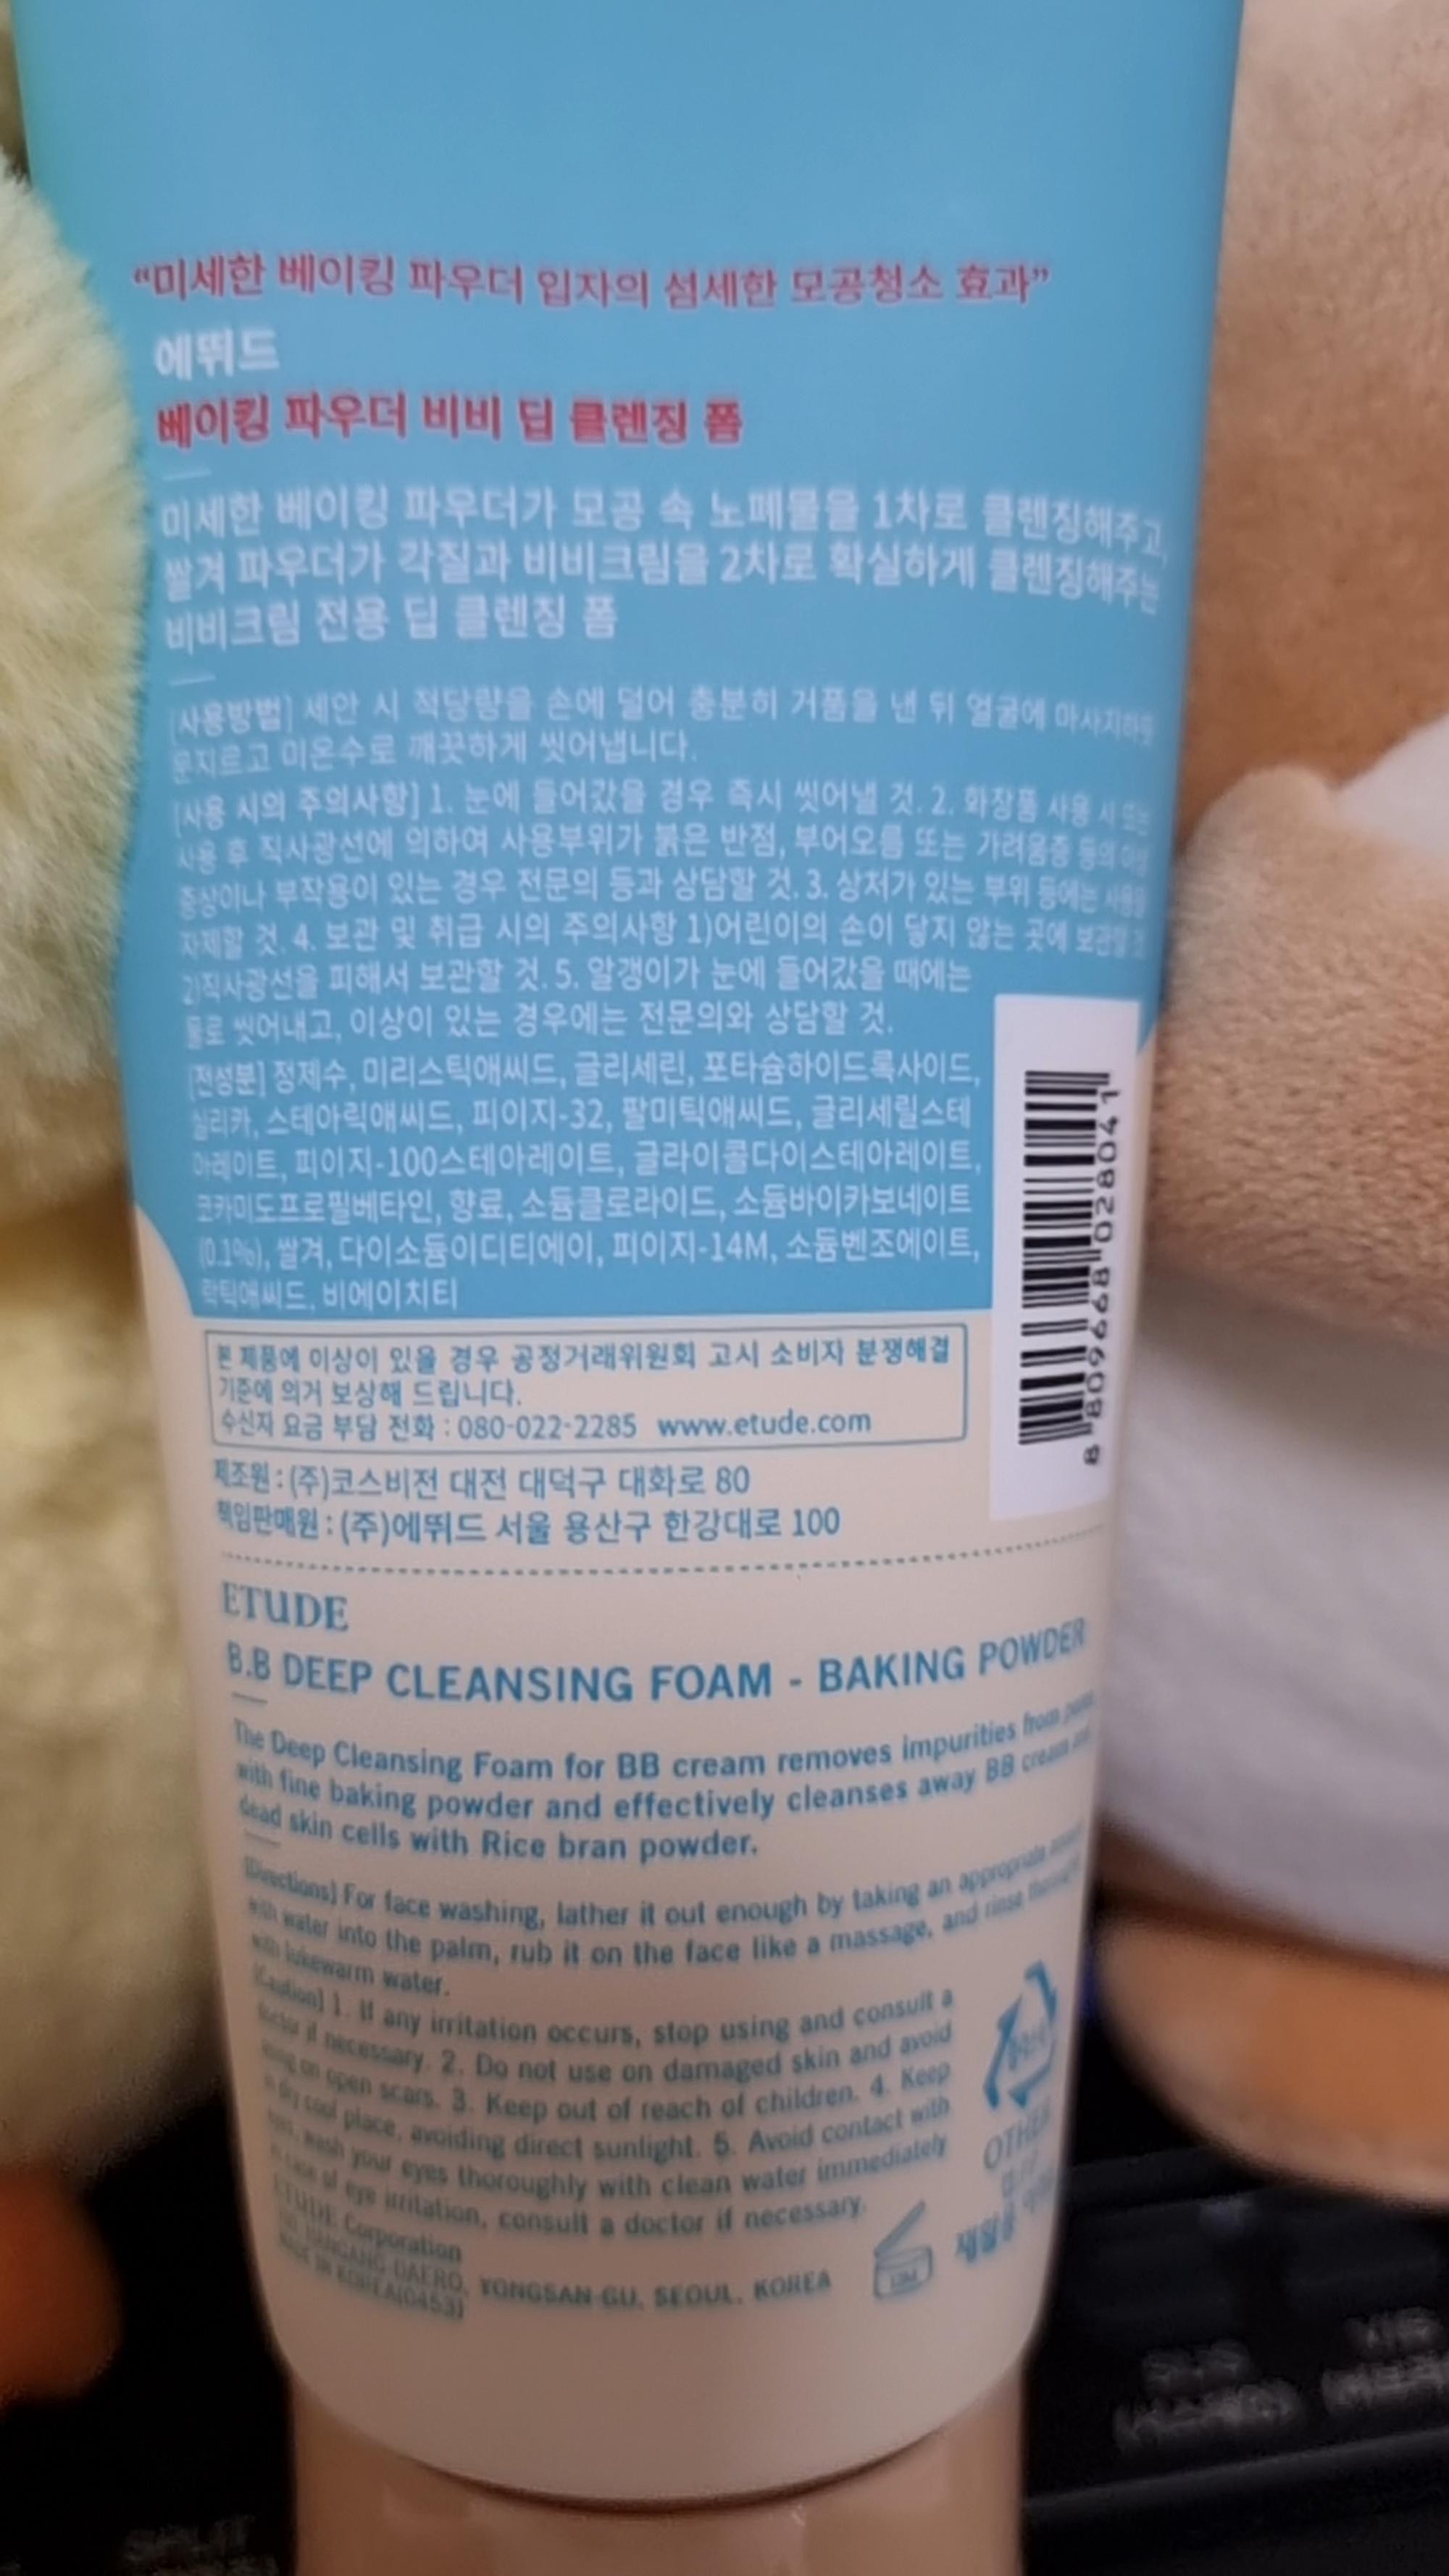 “미세한 베이킹 파우더 입자의 섬세한 모공청소 효과”
에뛰드
베이킹 파우더 비비 딥 클렌징 폼
미세한 베이킹 파우더가 모공 속 노폐물을 1차로 클렌징해주고,
쌀겨 파우더가 각질과 비비크림을 2차로 확실하게 클렌징해주는
비비크림 전용 딥 클렌징 폼
[사용방법] 세안 시 적당량을 손에 덜어 충분히 거품을 낸 뒤 얼굴에 마사지하듯
문지르고 미온수로 깨끗하게 씻어냅니다.
[사용 시의 주의사항] 1. 눈에 들어갔을 경우 즉시 씻어낼 것. 2. 화장품 사용 시 또는
사용 후 직사광선에 의하여 사용부위가 붉은 반점, 부어오름 또는 가려움증 등의 이상
증상이나 부작용이 있는 경우 전문의 등과 상담할 것. 3. 상처가 있는 부위 등에는 사용을
자제할 것. 4. 보관 및 취급 시의 주의사항 1)어린이의 손이 닿지 않는 곳에 보관할 것
2)직사광선을 피해서 보관할 것. 5. 알갱이가 눈에 들어갔을 때에는
물로 씻어내고, 이상이 있는 경우에는 전문의와 상담할 것.
[전성분] 정제수, 미리스틱애씨드, 글리세린, 포타슘하이드록사이드,
실리카, 스테아릭애씨드, 피이지-32, 팔미틱애씨드, 글리세릴스테
아레이트, 피이지-100스테아레이트, 글라이콜다이스테아레이트,
코카미도프로필베타인, 향료, 소듐클로라이드, 소듐바이카보네이트
(0.1%), 쌀겨, 다이소듐이디티에이, 피이지-14M, 소듐벤조에이트,
락틱애씨드, 비에이치티
8 809668 028041
본 제품에 이상이 있을 경우 공정거래위원회 고시 소비자 분쟁해결
기준에 의거 보상해 드립니다.
수신자 요금 부담 전화 : 080-022-2285 www.etude.com
제조원 : (주)코스비전 대전 대덕구 대화로 80
책임판매원 : (주)에뛰드 서울 용산구 한강대로 100
ETUDE
B.B DEEP CLEANSING FOAM - BAKING POWDER
The Deep Cleansing Foam for BB cream removes impurities from pores
with fine baking powder and effectively cleanses away BB cream and
dead skin cells with Rice bran powder.
[Directions] For face washing, lather it out enough by taking an appropriate amount
with water into the palm, rub it on the face like a massage, and rinse
with lukewarm water.
[Caution] 1. If any irritation occurs, stop using and consult a
doctor if necessary. 2. Do not use on damaged skin and avoid
using on open scars. 3. Keep out of reach of children. 4. Keep
in dry cool place, avoiding direct sunlight. 5. Avoid contact with
eyes, wash your eyes thoroughly with clean water immediately
in case of eye irritation, consult a doctor if necessary.
ETUDE Corporation
100, HANGANG-DAERO, YONGSAN-GU, SEOUL, KOREA
MADE IN KOREA(0453)
12M
OTHER
재활용